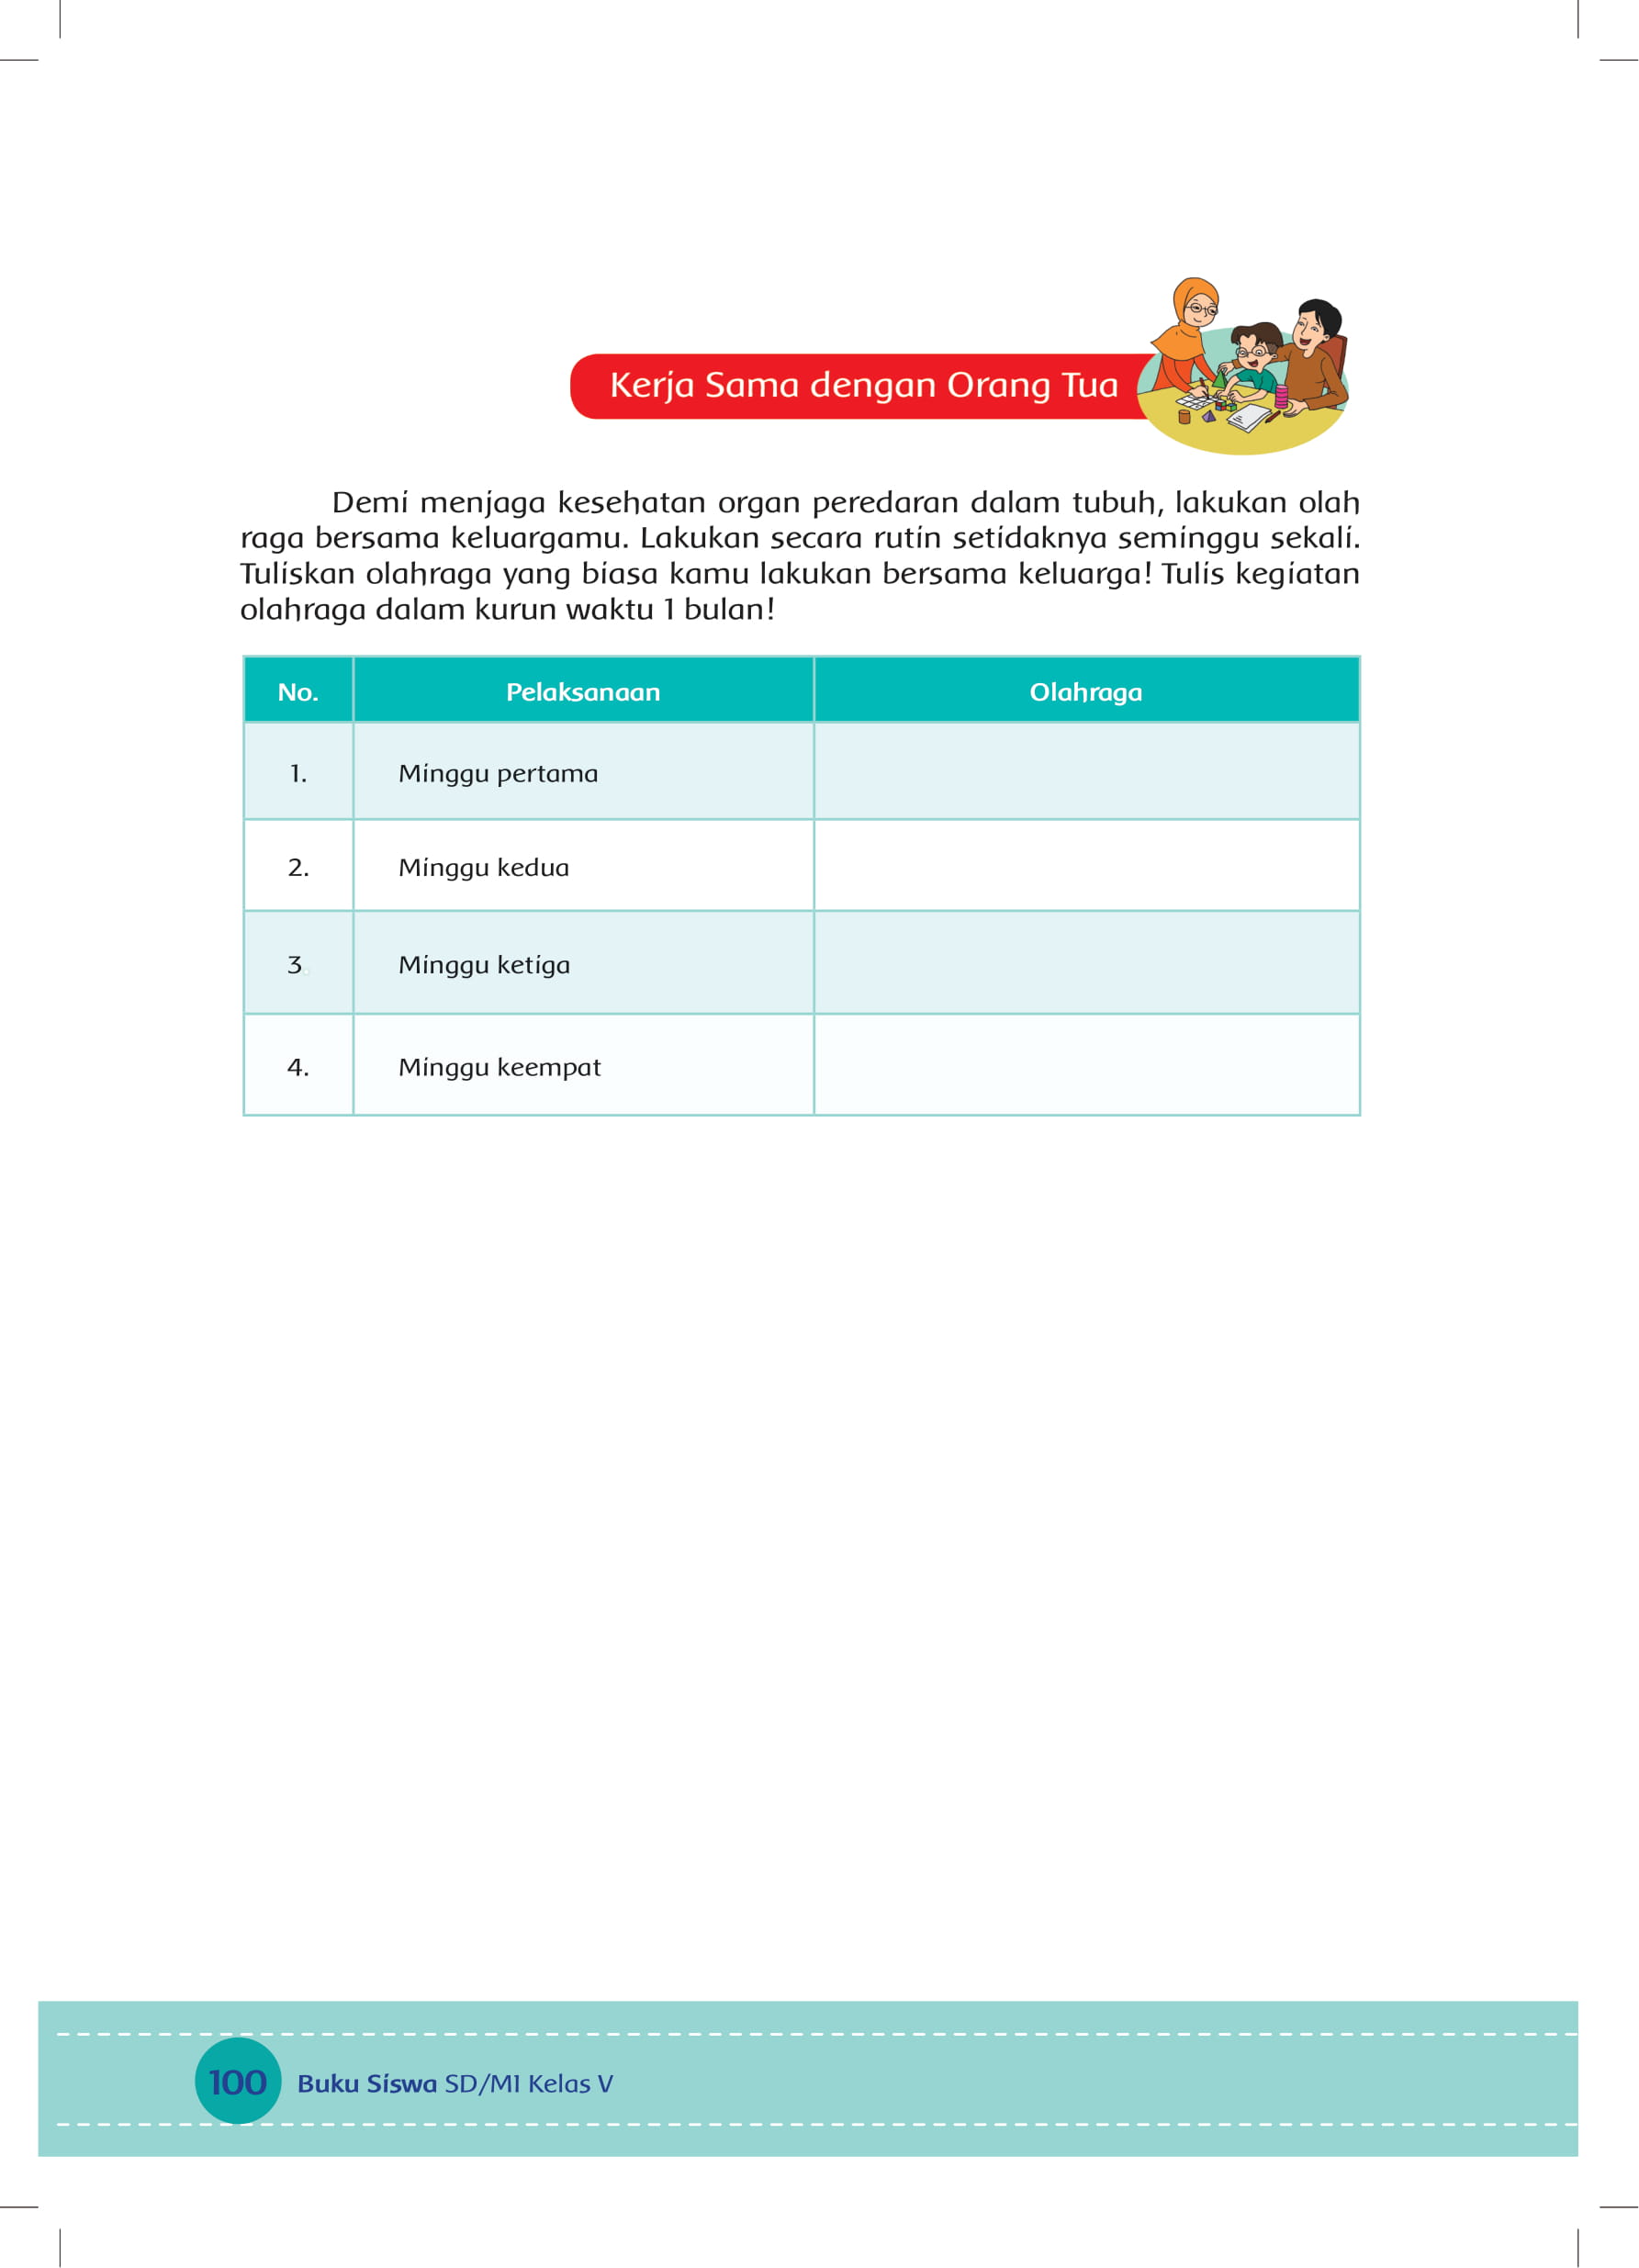 Kerja Sama dengan Orang Tua
Demi menjaga kesehatan organ peredaran dalam tubuh, lakukan olah
raga bersama keluargamu. Lakukan secara rutin setidaknya seminggu sekali.
Tuliskan olahraga yang biasa kamu lakukan bersama keluarga! Tulis kegiatan
olahraga dalam kurun waktu 1 bulan!
No. Pelaksanaan Olahraga
1. Minggu pertama
2. Minggu kedua
3. Minggu ketiga
4. Minggu keempat
100 Buku Siswa SD/MI Kelas V